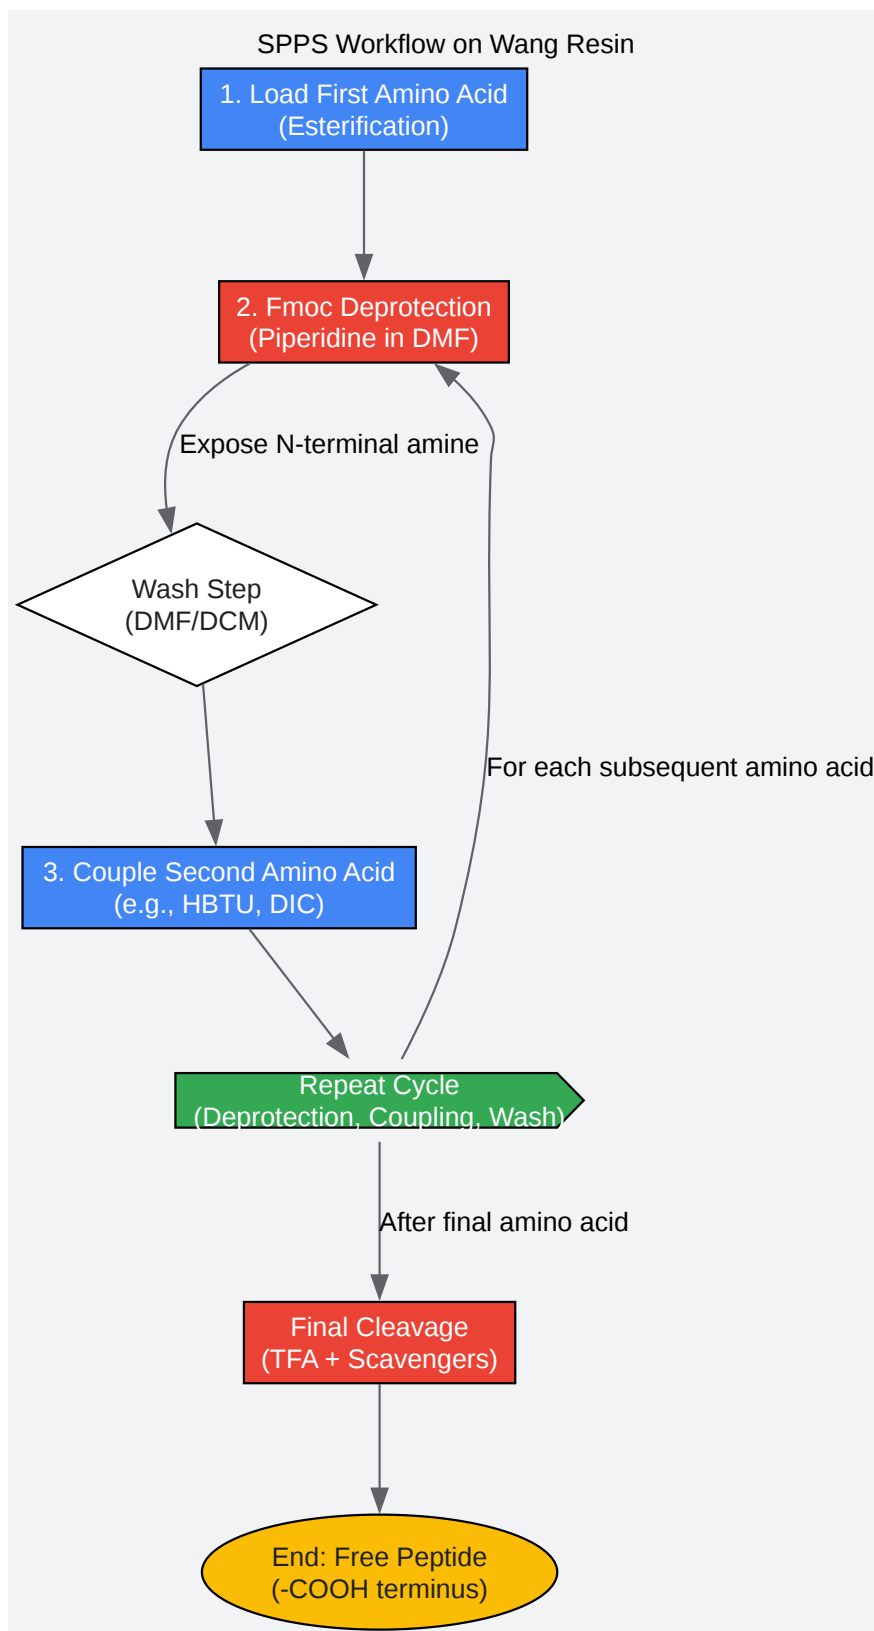 SPPS Workflow on Wang Resin
1. Load First Amino Acid
(Esterification)
2. Fmoc Deprotection
(Piperidine in DMF)
Expose N-terminal amine
Wash Step
(DMF/DCM)
For each subsequent amino acid
3. Couple Second Amino Acid
(e.g., HBTU, DIC)
Repeat Cycle
(Deprotection, Coupling, Wash)
After final amino acid
Final Cleavage
(TFA + Scavengers)
End: Free Peptide
(-COOH terminus)